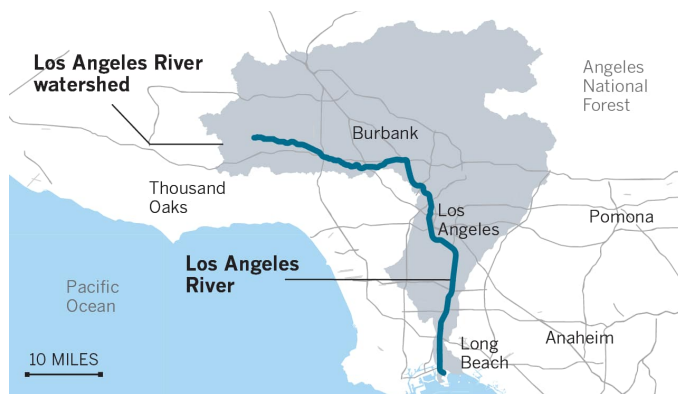 Los Angeles River
watershed
Angeles
National
Forest
Burbank
Thousand
Oaks
Los
Angeles
Pomona
Los Angeles
River
Pacific
Ocean
Long
Beach
Anaheim
10 MILES